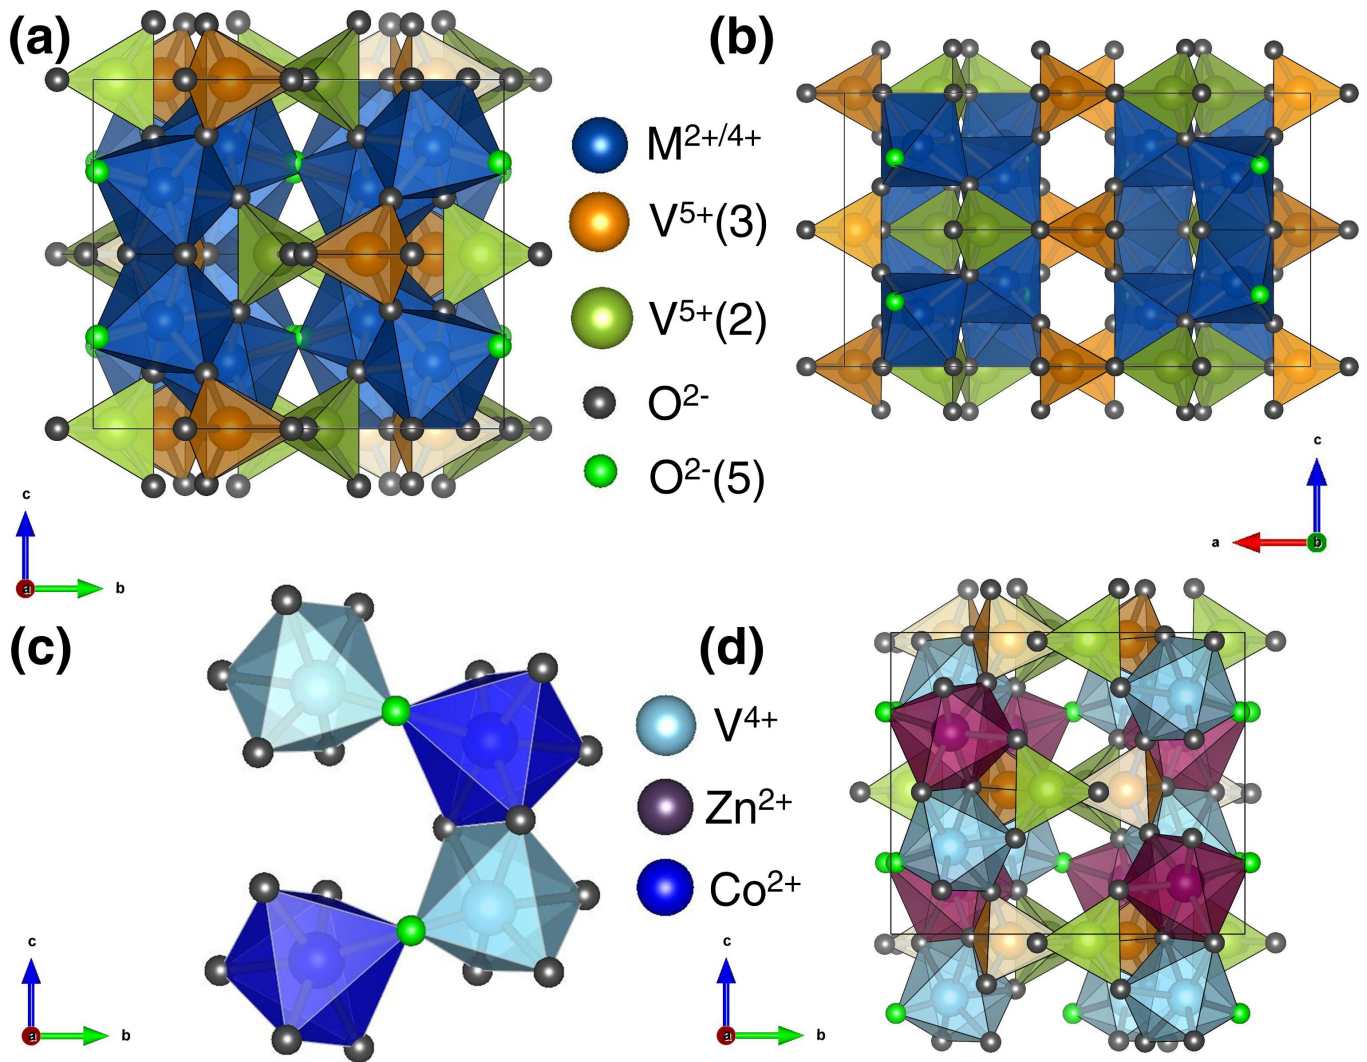 (a)
(b)
M2+/4+
V5+(3)
V5+(2)
O2-
O2-(5)
c
a
b
c
a
b
(c)
(d)
V4+
Zn2+
Co2+
c
a
b
c
a
b